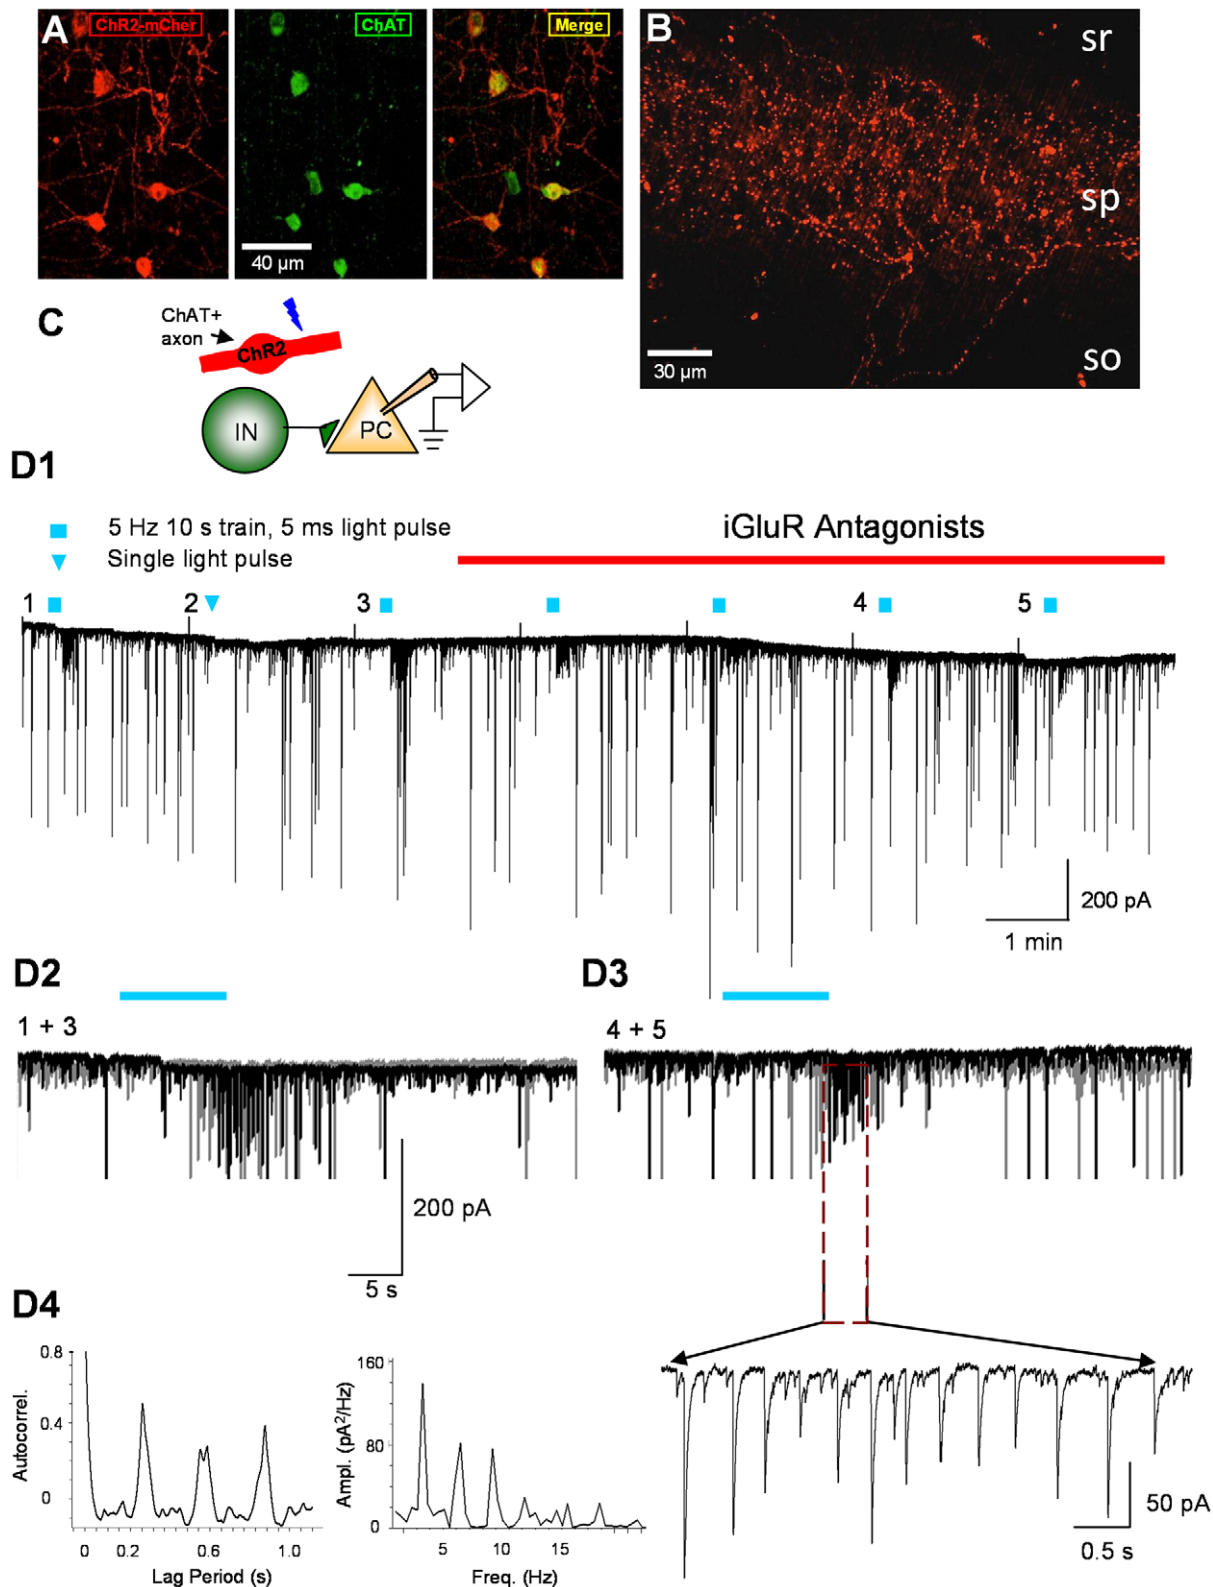 A
ChR2-mCher
ChAT
Merge
40 µm
B
sr
sp
so
30 µm
C
ChAT+
axon
ChR2
IN
PC
D1
5 Hz 10 s train, 5 ms light pulse
Single light pulse
iGluR Antagonists
1
2
3
4
5
200 pA
1 min
D2
1 + 3
200 pA
5 s
D3
4 + 5
50 pA
0.5 s
D4
0.8
0.4
0
Autocorrel.
0 0.2 0.6 1.0
Lag Period (s)
160
80
0
Ampl. (pA²/Hz)
5 10 15
Freq. (Hz)